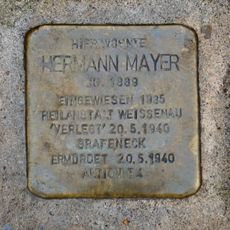 HIER WOHNTE
HERMANN MAYER
JG. 1889
EINGEWIESEN 1935
HEILANSTALT WEISSENAU
'VERLEGT' 20.5.1940
GRAFENECK
ERMORDET 20.5.1940
AKTION T4